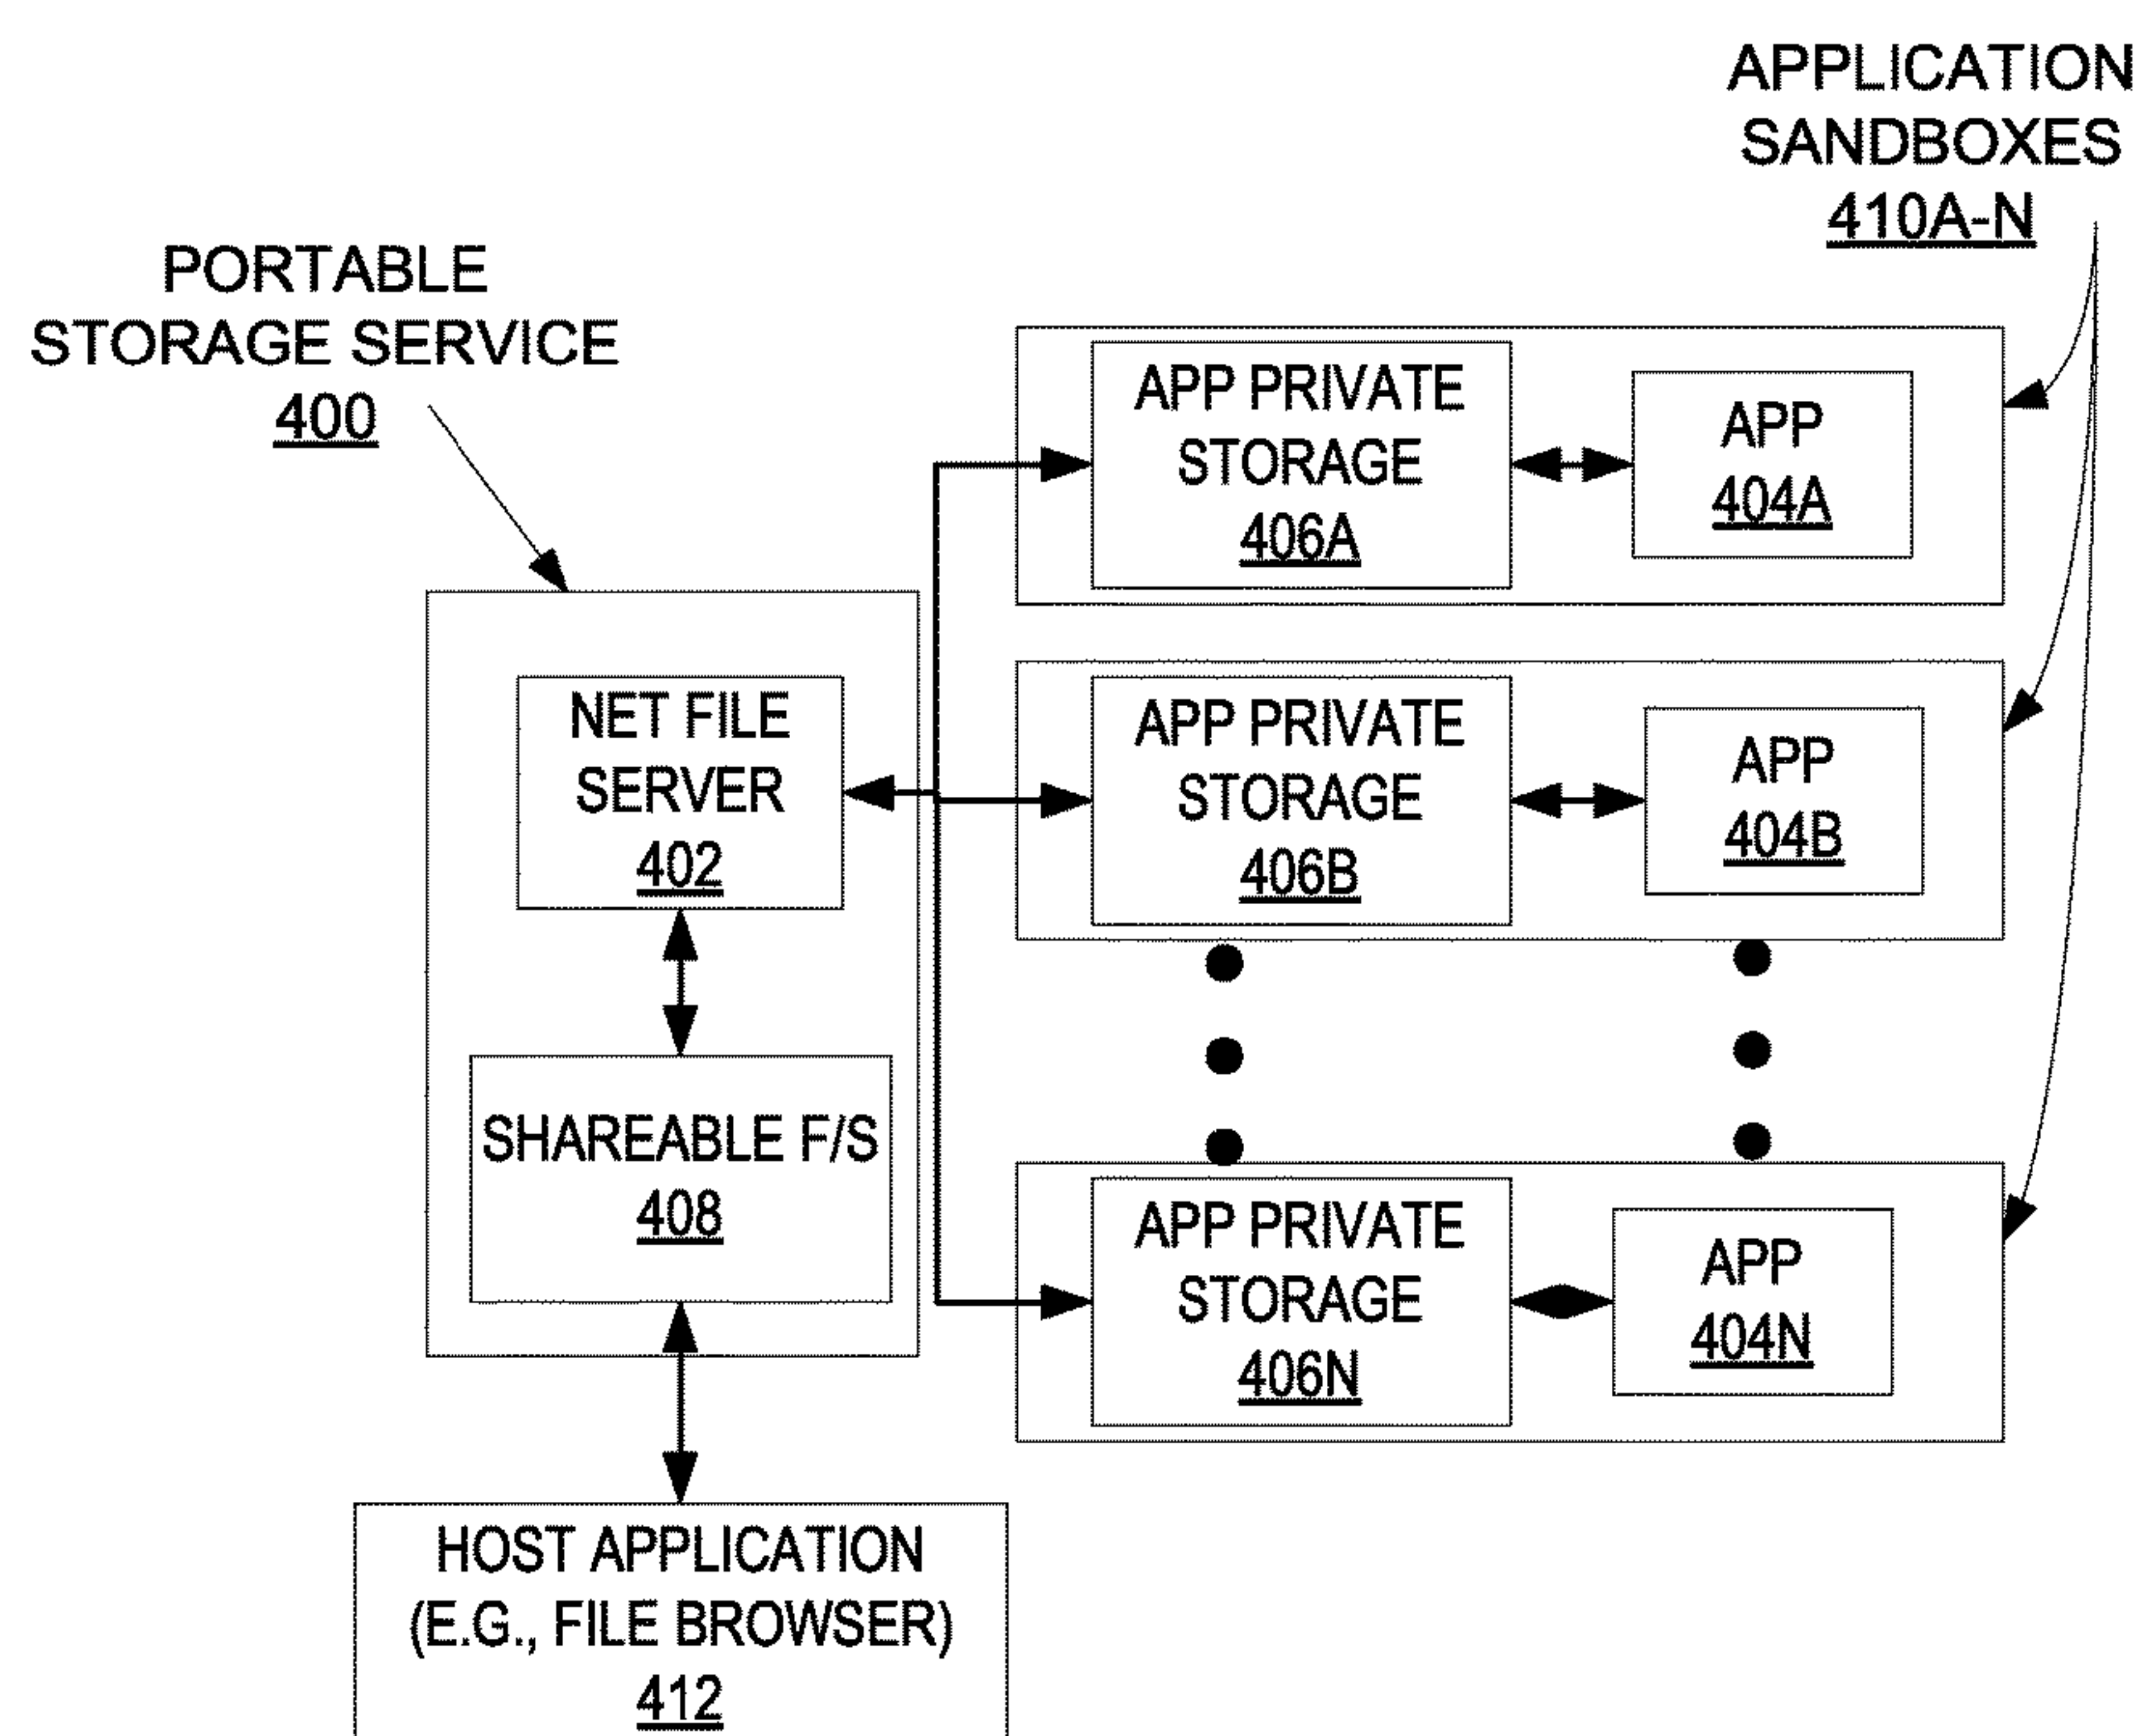 APPLICATION
SANDBOXES
410A-N
PORTABLE
STORAGE SERVICE
400
APP PRIVATE
STORAGE
406A
APP
404A
NET FILE
SERVER
402
APP PRIVATE
STORAGE
406B
APP
404B
SHAREABLE F/S
408
APP PRIVATE
STORAGE
406N
APP
404N
HOST APPLICATION
(E.G., FILE BROWSER)
412